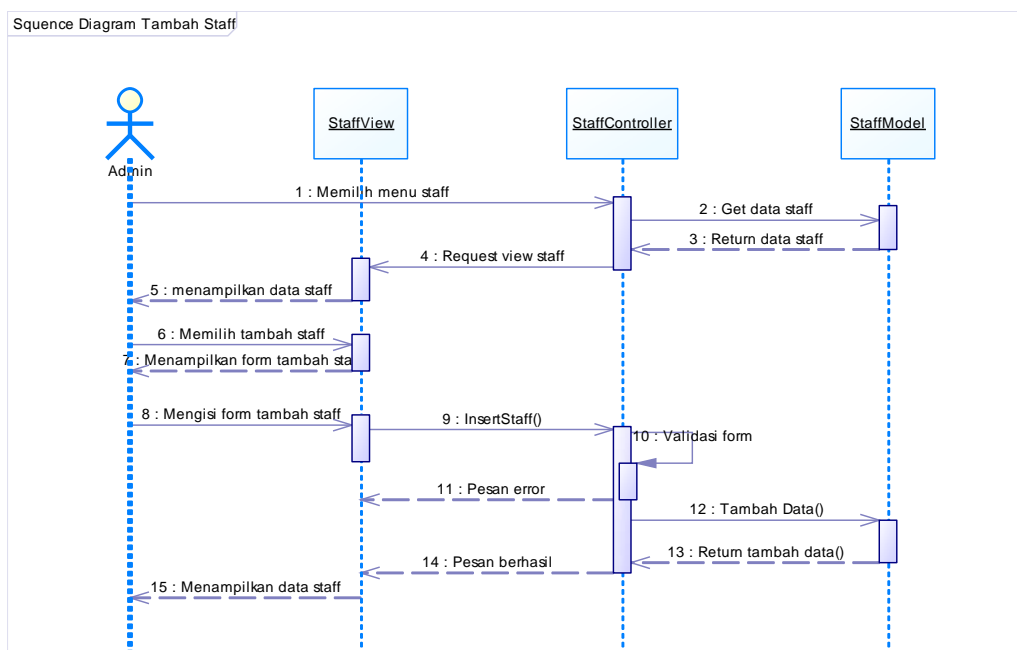 Squence Diagram Tambah Staff
StaffView
StaffController
StaffModel
Admin
1 : Memilih menu staff
2 : Get data staff
3 : Return data staff
4 : Request view staff
5 : menampilkan data staff
6 : Memilih tambah staff
7 : Menampilkan form tambah sta
8 : Mengisi form tambah staff
9 : InsertStaff()
10 : Validasi form
11 : Pesan error
12 : Tambah Data()
13 : Return tambah data()
14 : Pesan berhasil
15 : Menampilkan data staff